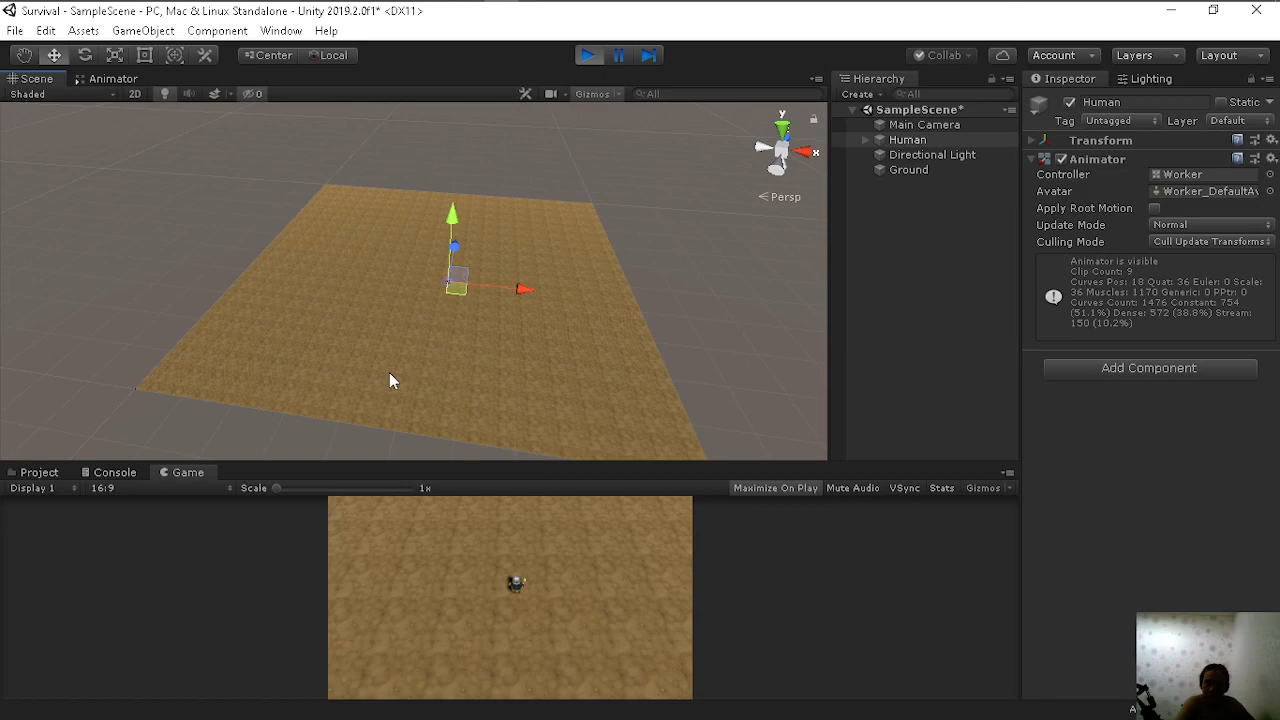 Survival - SampleScene - PC, Mac & Linux Standalone - Unity 2019.2.0f1* <DX11>
File Edit Assets GameObject Component Window Help
Center Local Collab Account Layers Layout
Scene Animator
Shaded 2D 0 Gizmos All
y
x
Persp
Hierarchy
Create All
SampleScene*
Main Camera
Human
Directional Light
Ground
Inspector Lighting
Human Static
Tag Untagged Layer Default
Transform
Animator
Controller Worker
Avatar Worker_DefaultAv
Apply Root Motion
Update Mode Normal
Culling Mode Cull Update Transforms
Animator is visible
Clip Count: 9
Curves Pos: 18 Quat: 36 Euler: 0 Scale:
36 Muscles: 1170 Generic: 0 PPtr: 0
Curves Count: 1476 Constant: 754
(51.1%) Dense: 572 (38.8%) Stream:
150 (10.2%)
Add Component
Project Console Game
Display 1 16:9 Scale 1x Maximize On Play Mute Audio VSync Stats Gizmos